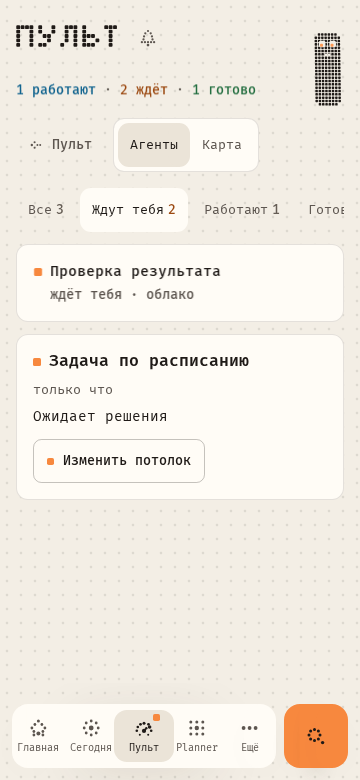 ПУЛЬТ
1 работают · 2 ждёт · 1 готово
Пульт Агенты Карта
Все 3 Ждут тебя 2 Работают 1 Готов
Проверка результата
ждёт тебя · облако
Задача по расписанию
только что
Ожидает решения
Изменить потолок
Главная Сегодня Пульт Planner Ещё